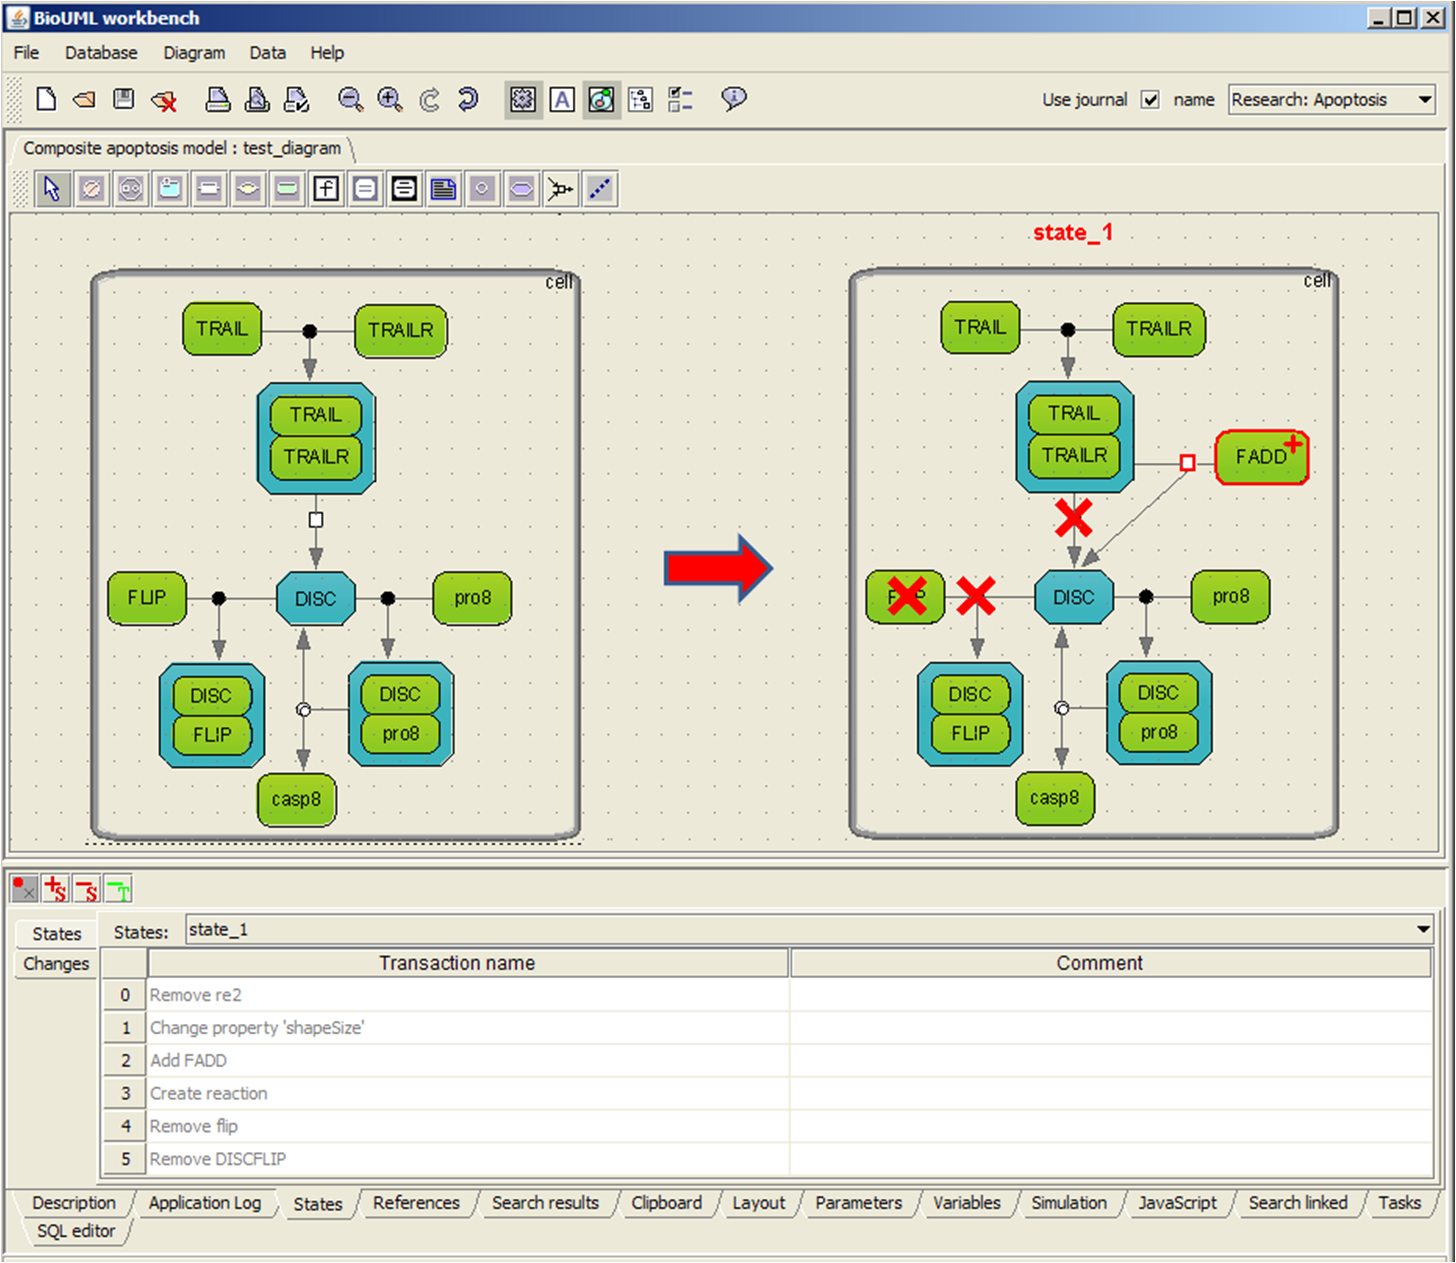 BioUML workbench
File Database Diagram Data Help
Use journal name Research: Apoptosis
Composite apoptosis model : test_diagram
state_1
cell
TRAIL TRAILR
TRAIL
TRAILR
FLIP DISC pro8
DISC
FLIP
DISC
pro8
casp8
cell
TRAIL TRAILR
TRAIL
TRAILR
FADD
DISC pro8
DISC
FLIP
DISC
pro8
casp8
States States: state_1
Changes Transaction name Comment
0 Remove re2
1 Change property 'shapeSize'
2 Add FADD
3 Create reaction
4 Remove flip
5 Remove DISCFLIP
Description Application Log States References Search results Clipboard Layout Parameters Variables Simulation JavaScript Search linked Tasks
SQL editor